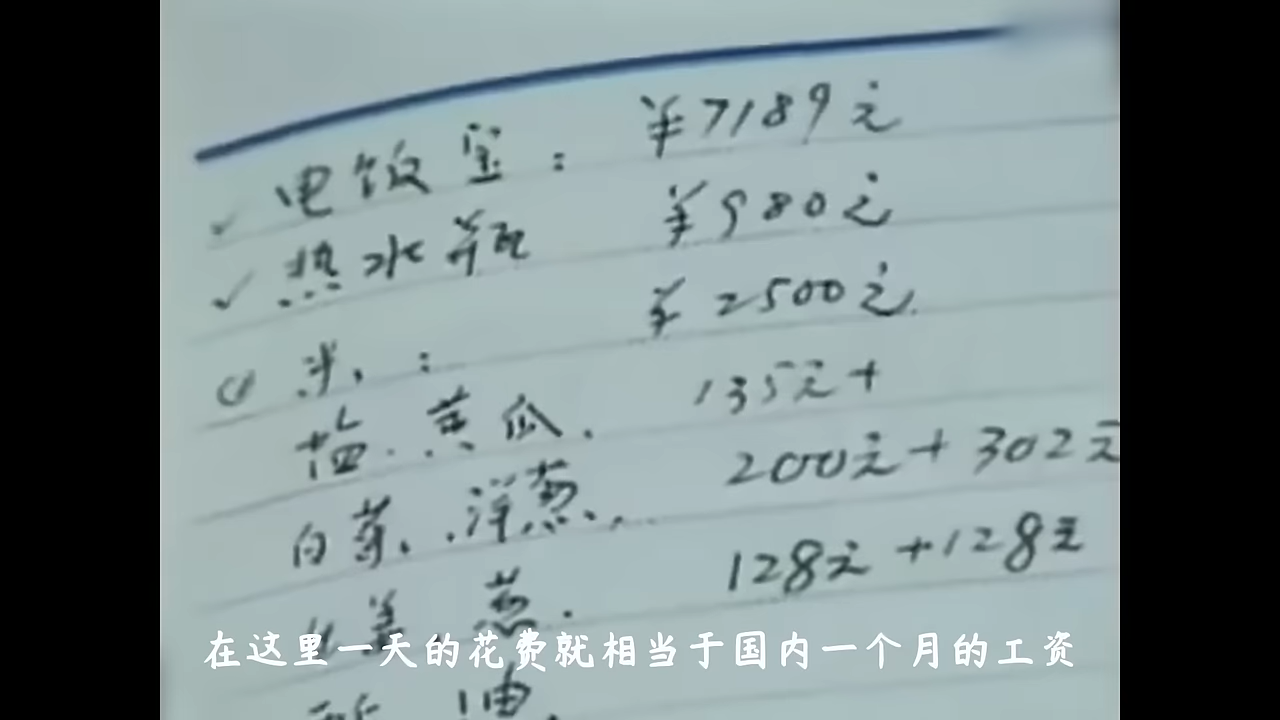 电饭宝： ¥7189元
热水瓶 ¥980元
米、： ¥2500元
盐、黄瓜、 135元+
白菜、洋葱、 200元+302元
姜、葱、 128元+128元
油
在这里一天的花费就相当于国内一个月的工资